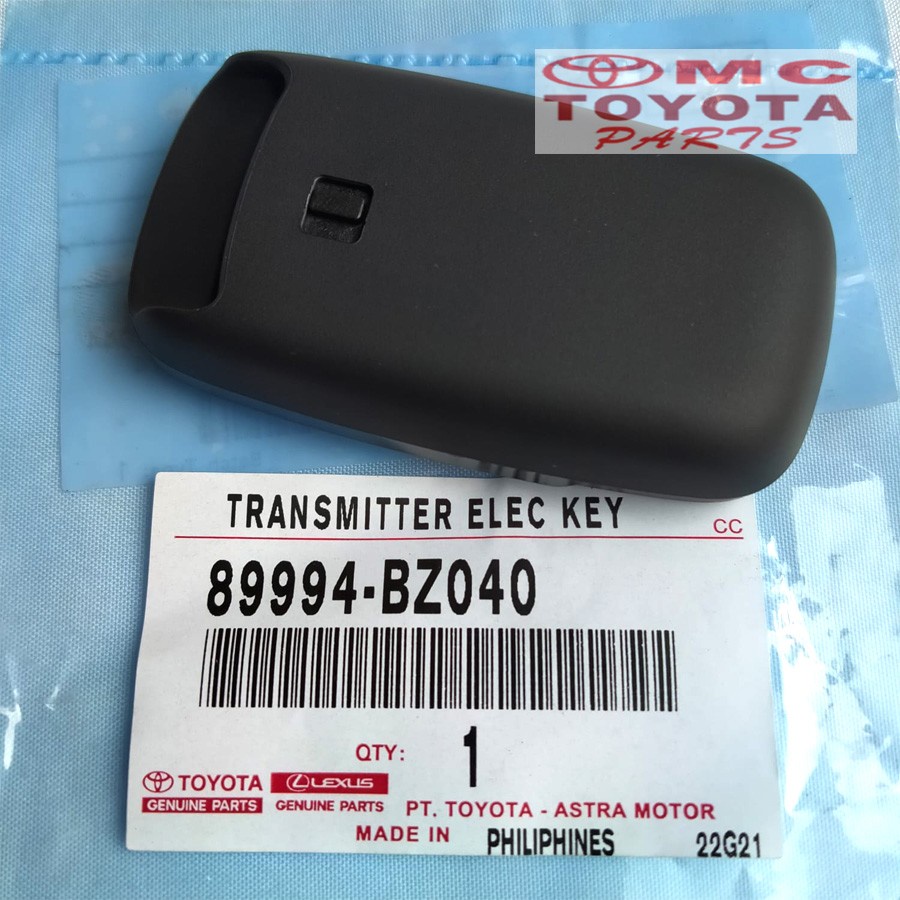 MC
TOYOTA
PARTS
TRANSMITTER ELEC KEY
CC
89994-BZ040
QTY: 1
TOYOTA LEXUS
GENUINE PARTS GENUINE PARTS PT. TOYOTA - ASTRA MOTOR
MADE IN PHILIPHINES 22G21